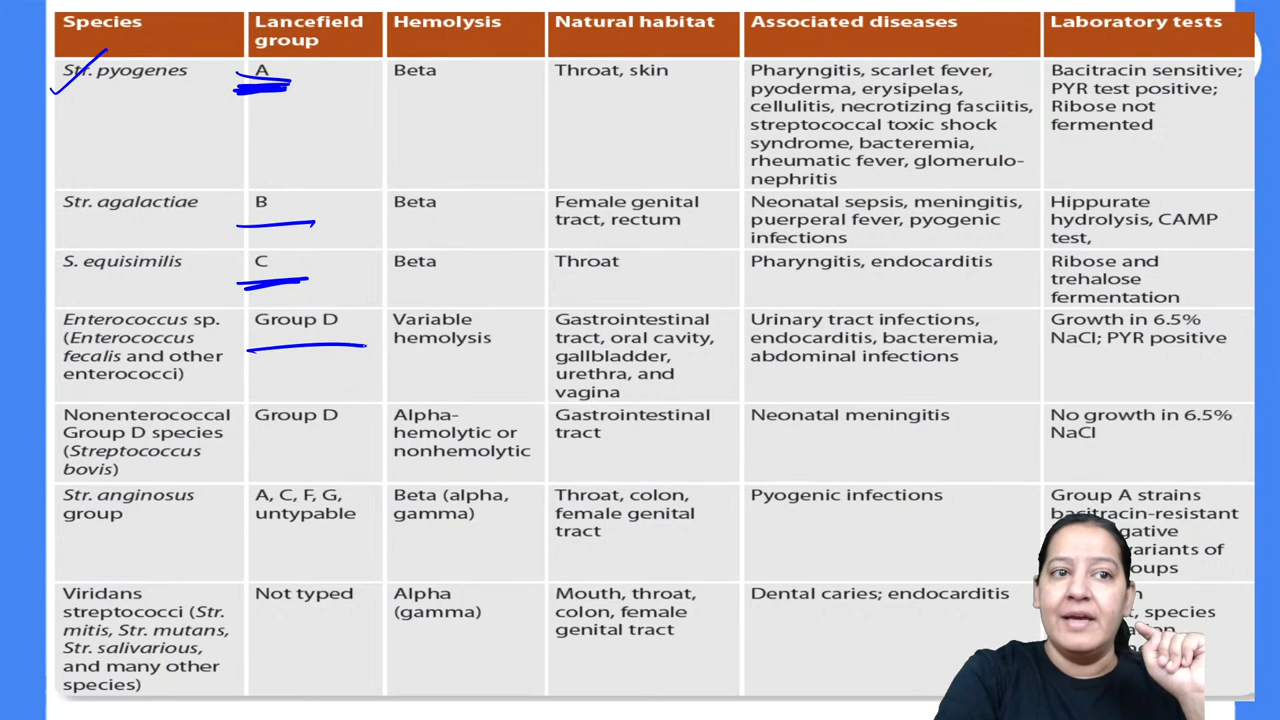 Species
Lancefield
group
Hemolysis
Natural habitat
Associated diseases
Laboratory tests
Str. pyogenes
A
Beta
Throat, skin
Pharyngitis, scarlet fever,
pyoderma, erysipelas,
cellulitis, necrotizing fasciitis,
streptococcal toxic shock
syndrome, bacteremia,
rheumatic fever, glomerulo-
nephritis
Bacitracin sensitive;
PYR test positive;
Ribose not
fermented
Str. agalactiae
B
Beta
Female genital
tract, rectum
Neonatal sepsis, meningitis,
puerperal fever, pyogenic
infections
Hippurate
hydrolysis, CAMP
test,
S. equisimilis
C
Beta
Throat
Pharyngitis, endocarditis
Ribose and
trehalose
fermentation
Enterococcus sp.
(Enterococcus
fecalis and other
enterococci)
Group D
Variable
hemolysis
Gastrointestinal
tract, oral cavity,
gallbladder,
urethra, and
vagina
Urinary tract infections,
endocarditis, bacteremia,
abdominal infections
Growth in 6.5%
NaCl; PYR positive
Nonenterococcal
Group D species
(Streptococcus
bovis)
Group D
Alpha-
hemolytic or
nonhemolytic
Gastrointestinal
tract
Neonatal meningitis
No growth in 6.5%
NaCl
Str. anginosus
group
A, C, F, G,
untypable
Beta (alpha,
gamma)
Throat, colon,
female genital
tract
Pyogenic infections
Group A strains
bacitracin-resistant
variants of
Viridans
streptococci (Str.
mitis, Str. mutans,
Str. salivarious,
and many other
species)
Not typed
Alpha
(gamma)
Mouth, throat,
colon, female
genital tract
Dental caries; endocarditis
species